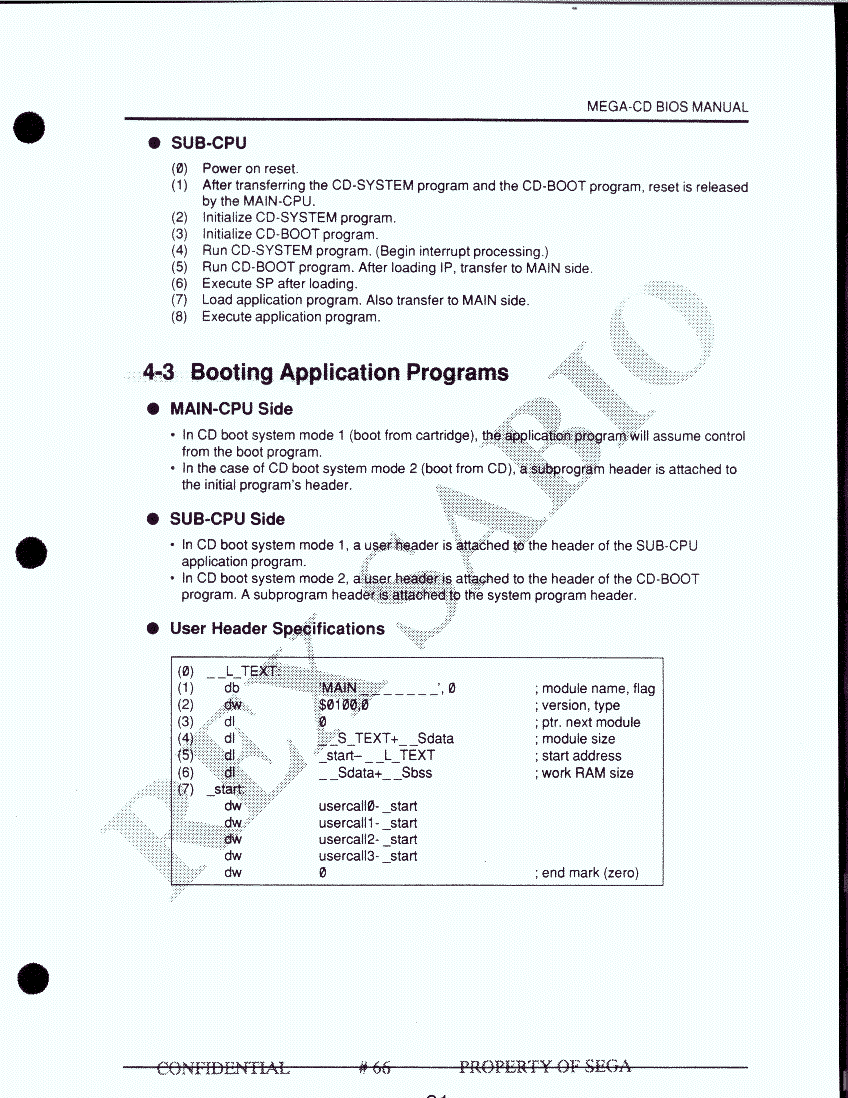 MEGA-CD BIOS MANUAL
● SUB-CPU
(0) Power on reset.
(1) After transferring the CD-SYSTEM program and the CD-BOOT program, reset is released
by the MAIN-CPU.
(2) Initialize CD-SYSTEM program.
(3) Initialize CD-BOOT program.
(4) Run CD-SYSTEM program. (Begin interrupt processing.)
(5) Run CD-BOOT program. After loading IP, transfer to MAIN side.
(6) Execute SP after loading.
(7) Load application program. Also transfer to MAIN side.
(8) Execute application program.
4-3 Booting Application Programs
● MAIN-CPU Side
• In CD boot system mode 1 (boot from cartridge), the application program will assume control
from the boot program.
• In the case of CD boot system mode 2 (boot from CD), a subprogram header is attached to
the initial program's header.
● SUB-CPU Side
• In CD boot system mode 1, a user header is attached to the header of the SUB-CPU
application program.
• In CD boot system mode 2, a user header is attached to the header of the CD-BOOT
program. A subprogram header is attached to the system program header.
● User Header Specifications
(0) __L_TEXT:
(1) db 'MAIN_______', 0 ; module name, flag
(2) dw $0100,0 ; version, type
(3) dl 0 ; ptr. next module
(4) dl __S_TEXT+__Sdata ; module size
(5) dl _start-__L_TEXT ; start address
(6) dl __Sdata+__Sbss ; work RAM size
(7) _start:
dw usercall0-_start
dw usercall1-_start
dw usercall2-_start
dw usercall3-_start
dw 0 ; end mark (zero)
CONFIDENTIAL #66 PROPERTY OF SEGA
REX SABIO